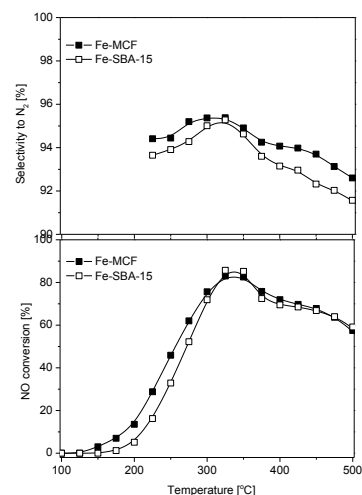 100
98
96
94
92
90
Selectivity to N2 [%]
Fe-MCF
Fe-SBA-15
100
80
60
40
20
0
NO conversion [%]
Fe-MCF
Fe-SBA-15
100 200 300 400 500
Temperature [°C]